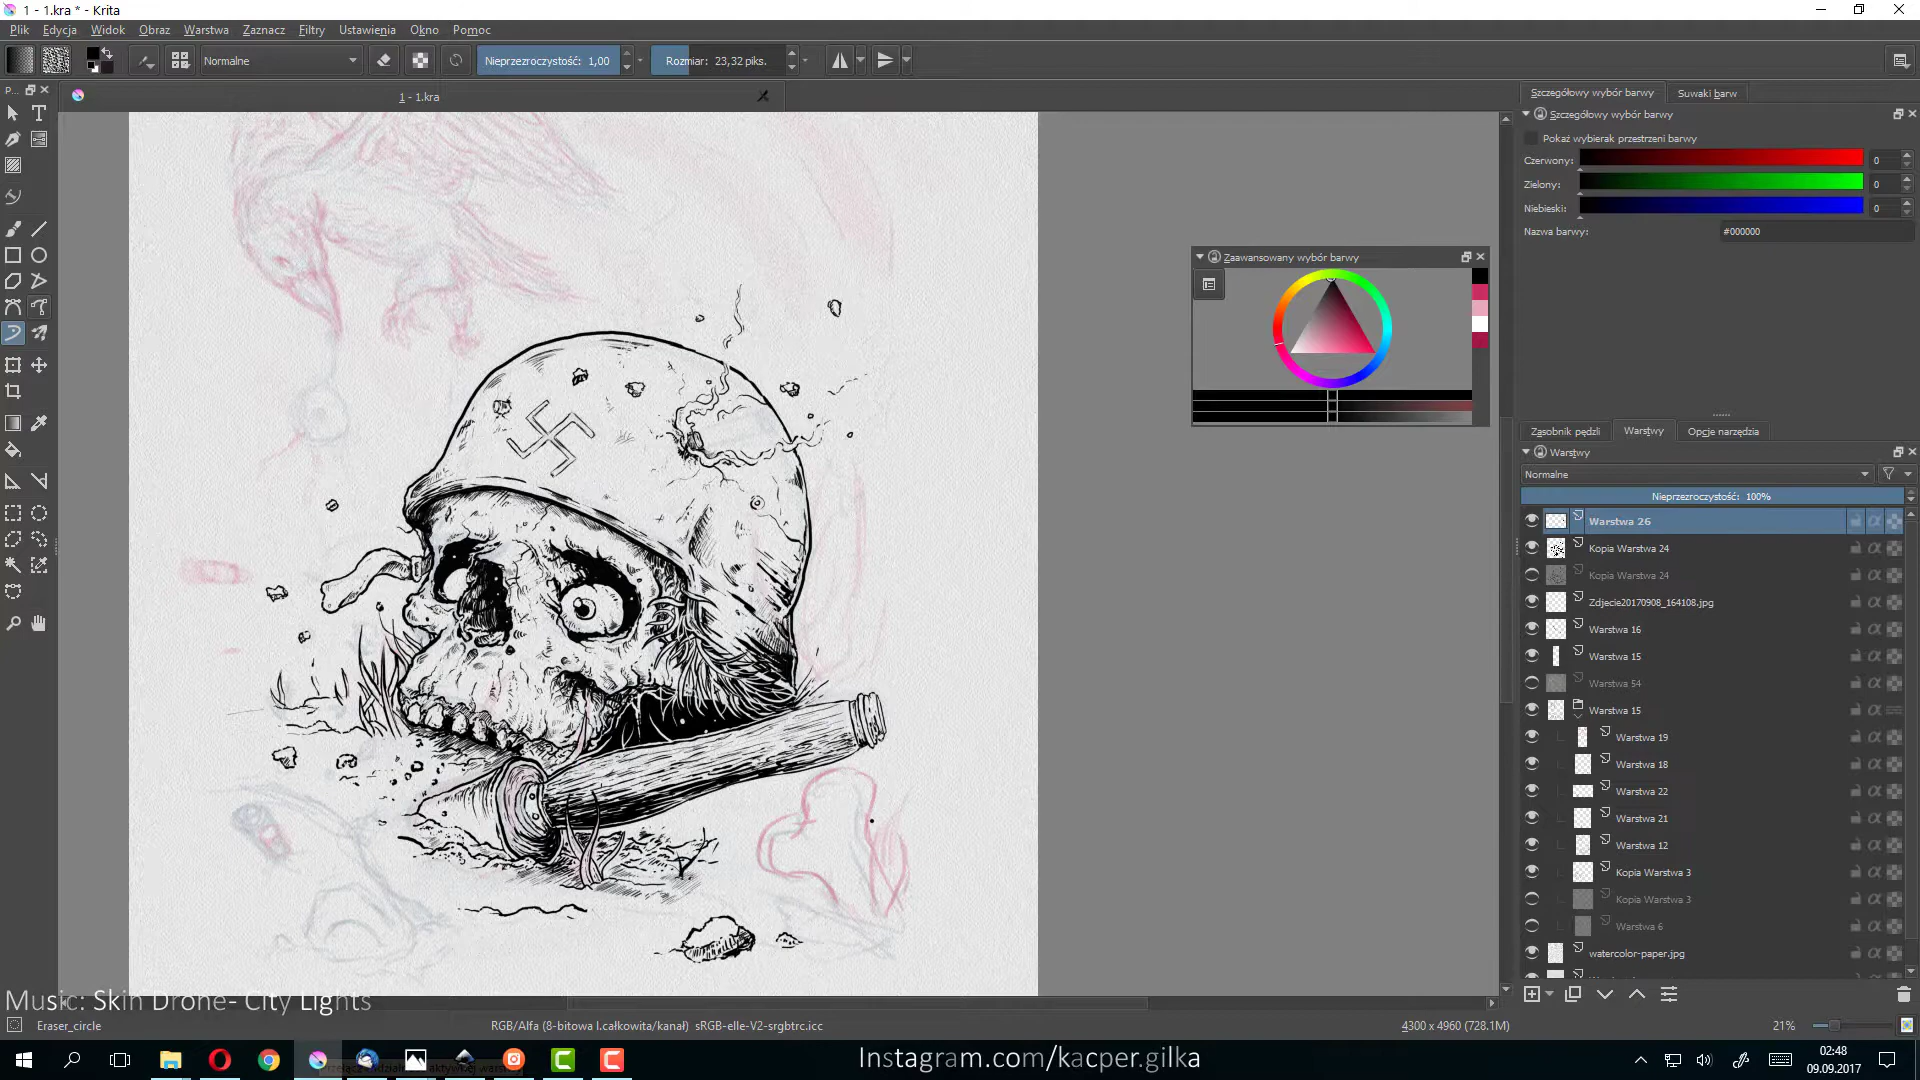 1 - 1.kra * - Krita
Plik Edycja Widok Obraz Warstwa Zaznacz Filtry Ustawienia Okno Pomoc
Normalne
Nieprzezroczystość: 1,00
Rozmiar: 23,32 piks.
P...
1 - 1.kra
Szczegółowy wybór barwy
Suwaki barw
Szczegółowy wybór barwy
Pokaż wybierak przestrzeni barwy
Czerwony:
0
Zielony:
0
Niebieski:
0
Nazwa barwy:
#000000
Zaawansowany wybór barwy
Zasobnik pędzli
Warstwy
Opcje narzędzia
Warstwy
Normalne
Nieprzezroczystość: 100%
Warstwa 26
Kopia Warstwa 24
Kopia Warstwa 24
Zdjecie20170908_164108.jpg
Warstwa 16
Warstwa 15
Warstwa 54
Warstwa 15
Warstwa 19
Warstwa 18
Warstwa 22
Warstwa 21
Warstwa 12
Kopia Warstwa 3
Kopia Warstwa 3
Warstwa 6
watercolor-paper.jpg
Music: Skin Drone- City Lights
Eraser_circle
RGB/Alfa (8-bitowa l.całkowita/kanał) sRGB-elle-V2-srgbtrc.icc
4300 x 4960 (728.1M)
21%
Instagram.com/kacper.gilka
02:48
09.09.2017